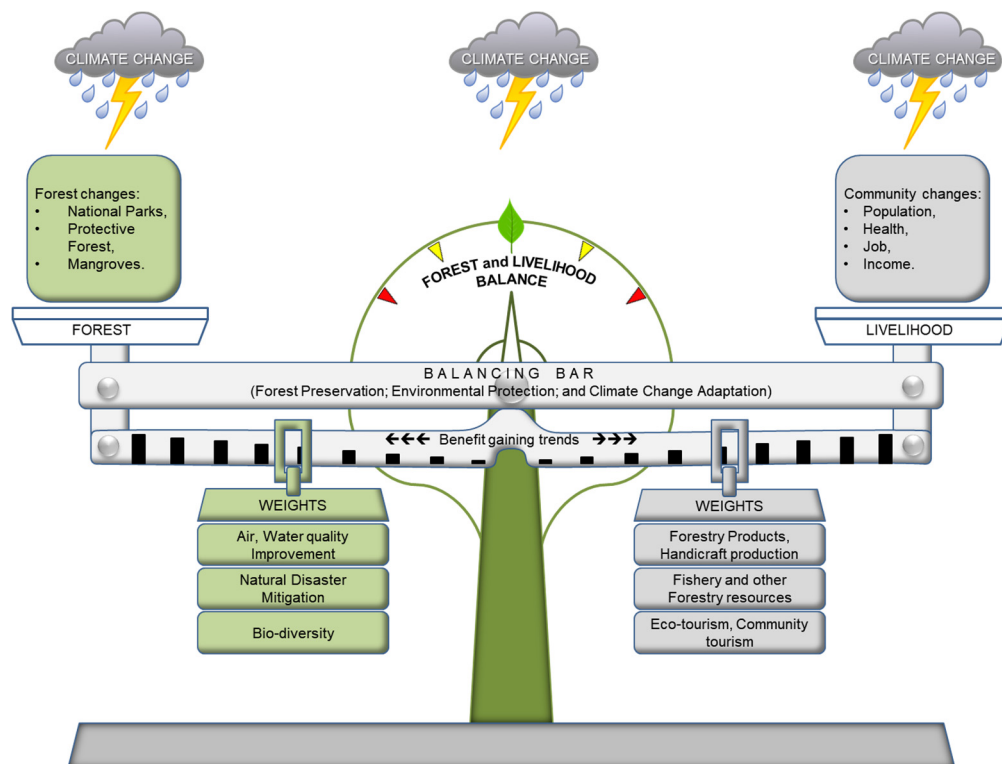 CLIMATE CHANGE
CLIMATE CHANGE
CLIMATE CHANGE
Forest changes:
• National Parks,
• Protective
Forest,
• Mangroves.
Community changes:
• Population,
• Health,
• Job,
• Income.
FOREST and LIVELIHOOD
BALANCE
FOREST
LIVELIHOOD
BALANCING BAR
(Forest Preservation; Environmental Protection; and Climate Change Adaptation)
Benefit gaining trends
WEIGHTS
Air, Water quality
Improvement
Natural Disaster
Mitigation
Bio-diversity
WEIGHTS
Forestry Products,
Handicraft production
Fishery and other
Forestry resources
Eco-tourism, Community
tourism